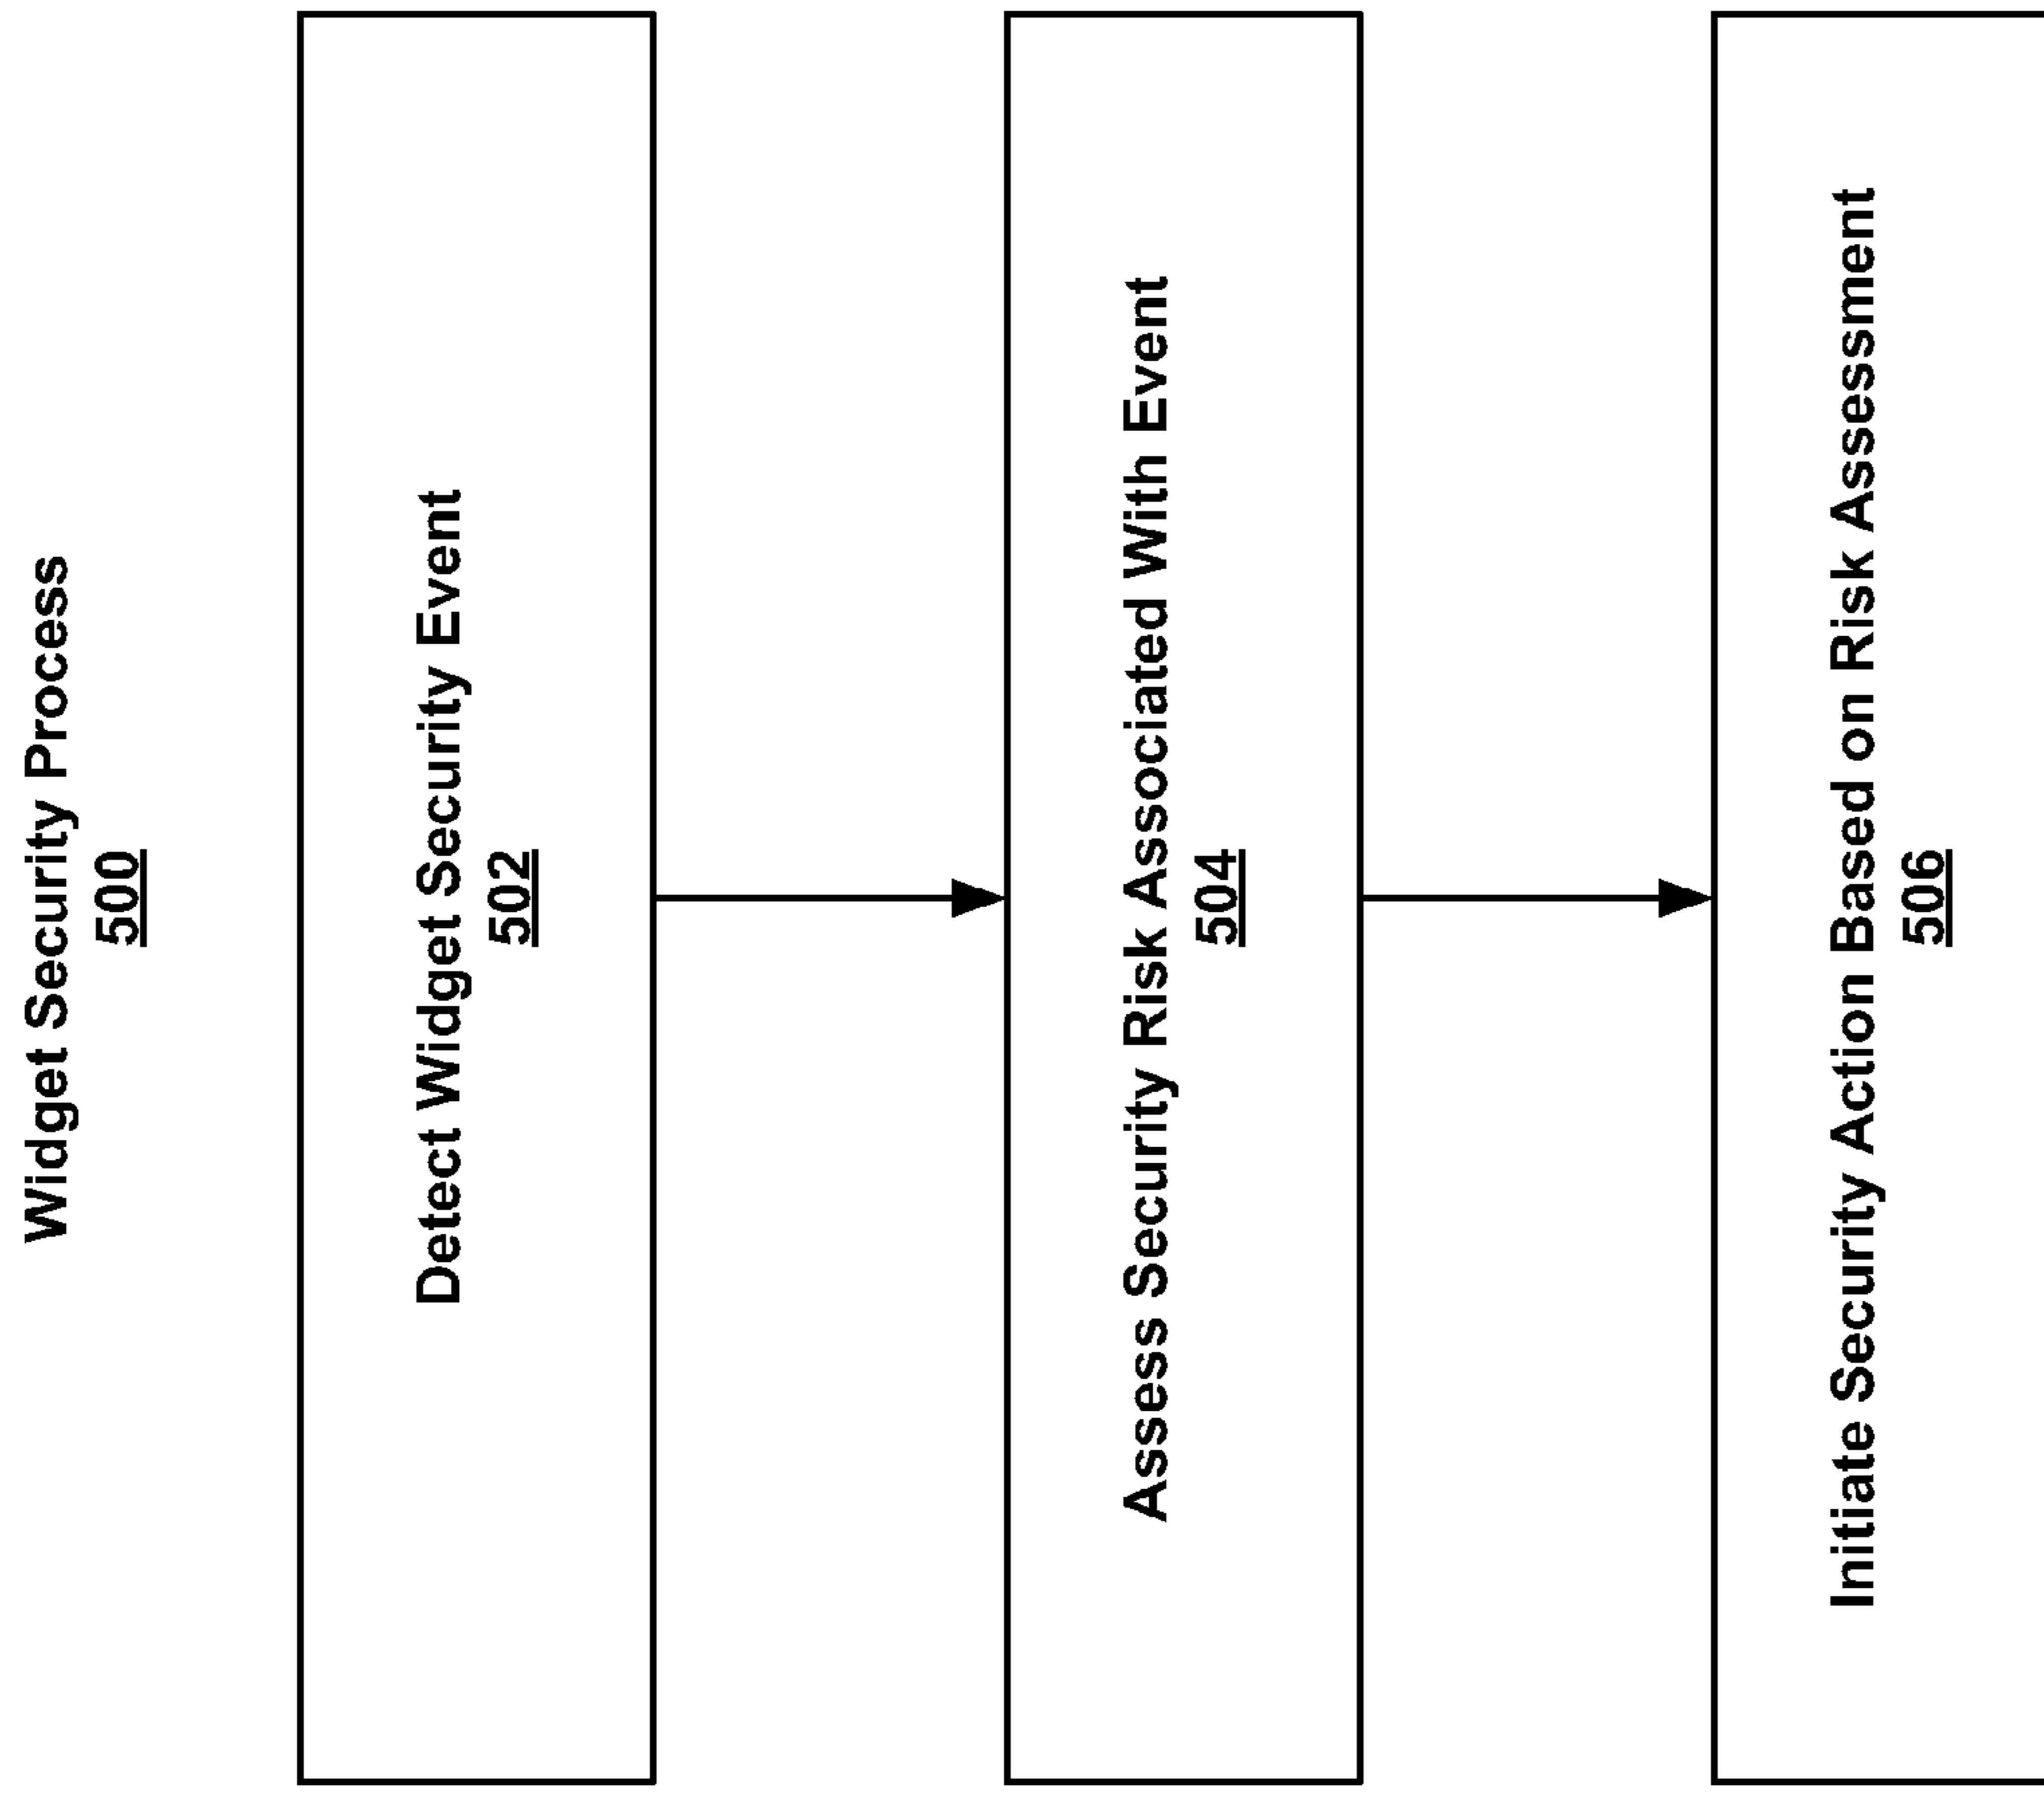 Widget Security Process
500
Detect Widget Security Event
502
Assess Security Risk Associated With Event
504
Initiate Security Action Based on Risk Assessment
506